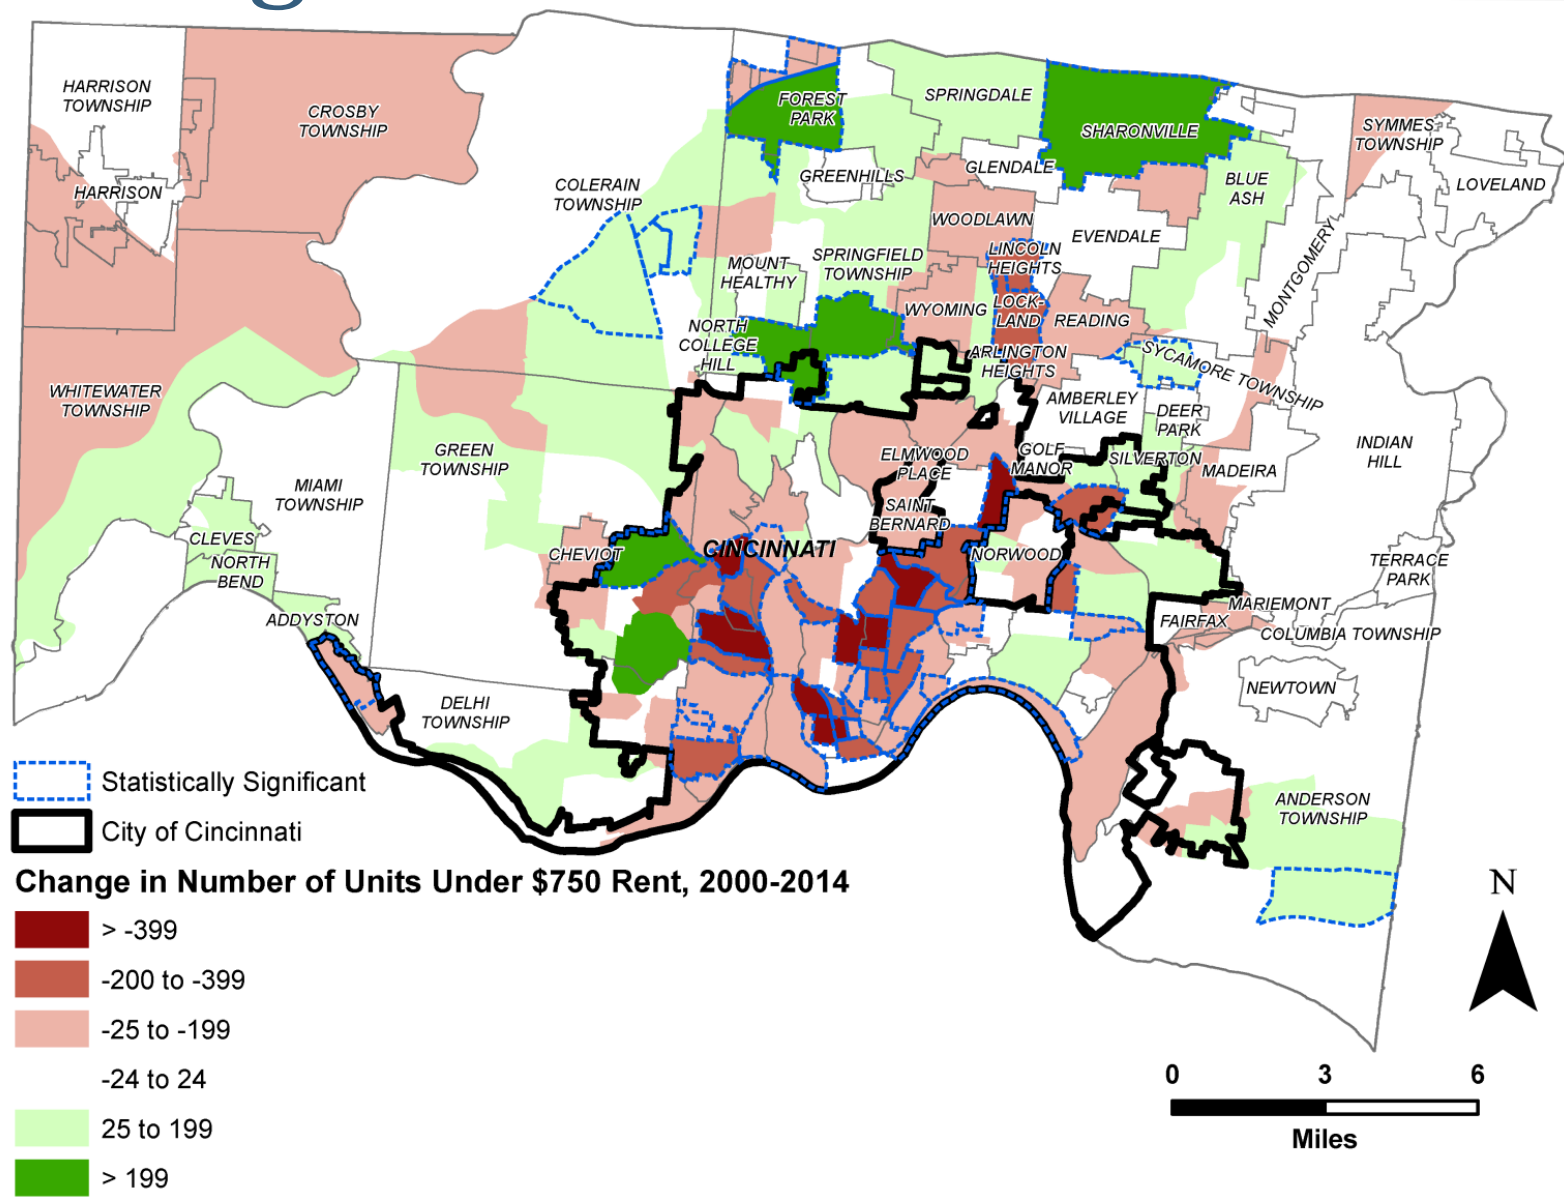 HARRISON
TOWNSHIP
CROSBY
TOWNSHIP
HARRISON
COLERAIN
TOWNSHIP
FOREST
PARK
SPRINGDALE
SHARONVILLE
SYMMES
TOWNSHIP
LOVELAND
GREENHILLS
GLENDALE
BLUE
ASH
WOODLAWN
EVENDALE
MONTGOMERY
LINCOLN
HEIGHTS
SPRINGFIELD
TOWNSHIP
MOUNT
HEALTHY
WYOMING
LOCK-
LAND
READING
NORTH
COLLEGE
HILL
ARLINGTON
HEIGHTS
SYCAMORE TOWNSHIP
WHITEWATER
TOWNSHIP
AMBERLEY
VILLAGE
DEER
PARK
GREEN
TOWNSHIP
ELMWOOD
PLACE
GOLF
MANOR
SILVERTON
MADEIRA
INDIAN
HILL
MIAMI
TOWNSHIP
SAINT
BERNARD
CLEVES
NORTH
BEND
CHEVIOT
CINCINNATI
NORWOOD
TERRACE
PARK
ADDYSTON
FAIRFAX
MARIEMONT
COLUMBIA TOWNSHIP
NEWTOWN
DELHI
TOWNSHIP
ANDERSON
TOWNSHIP
Statistically Significant
City of Cincinnati
Change in Number of Units Under $750 Rent, 2000-2014
> -399
-200 to -399
-25 to -199
-24 to 24
25 to 199
> 199
N
0 3 6
Miles